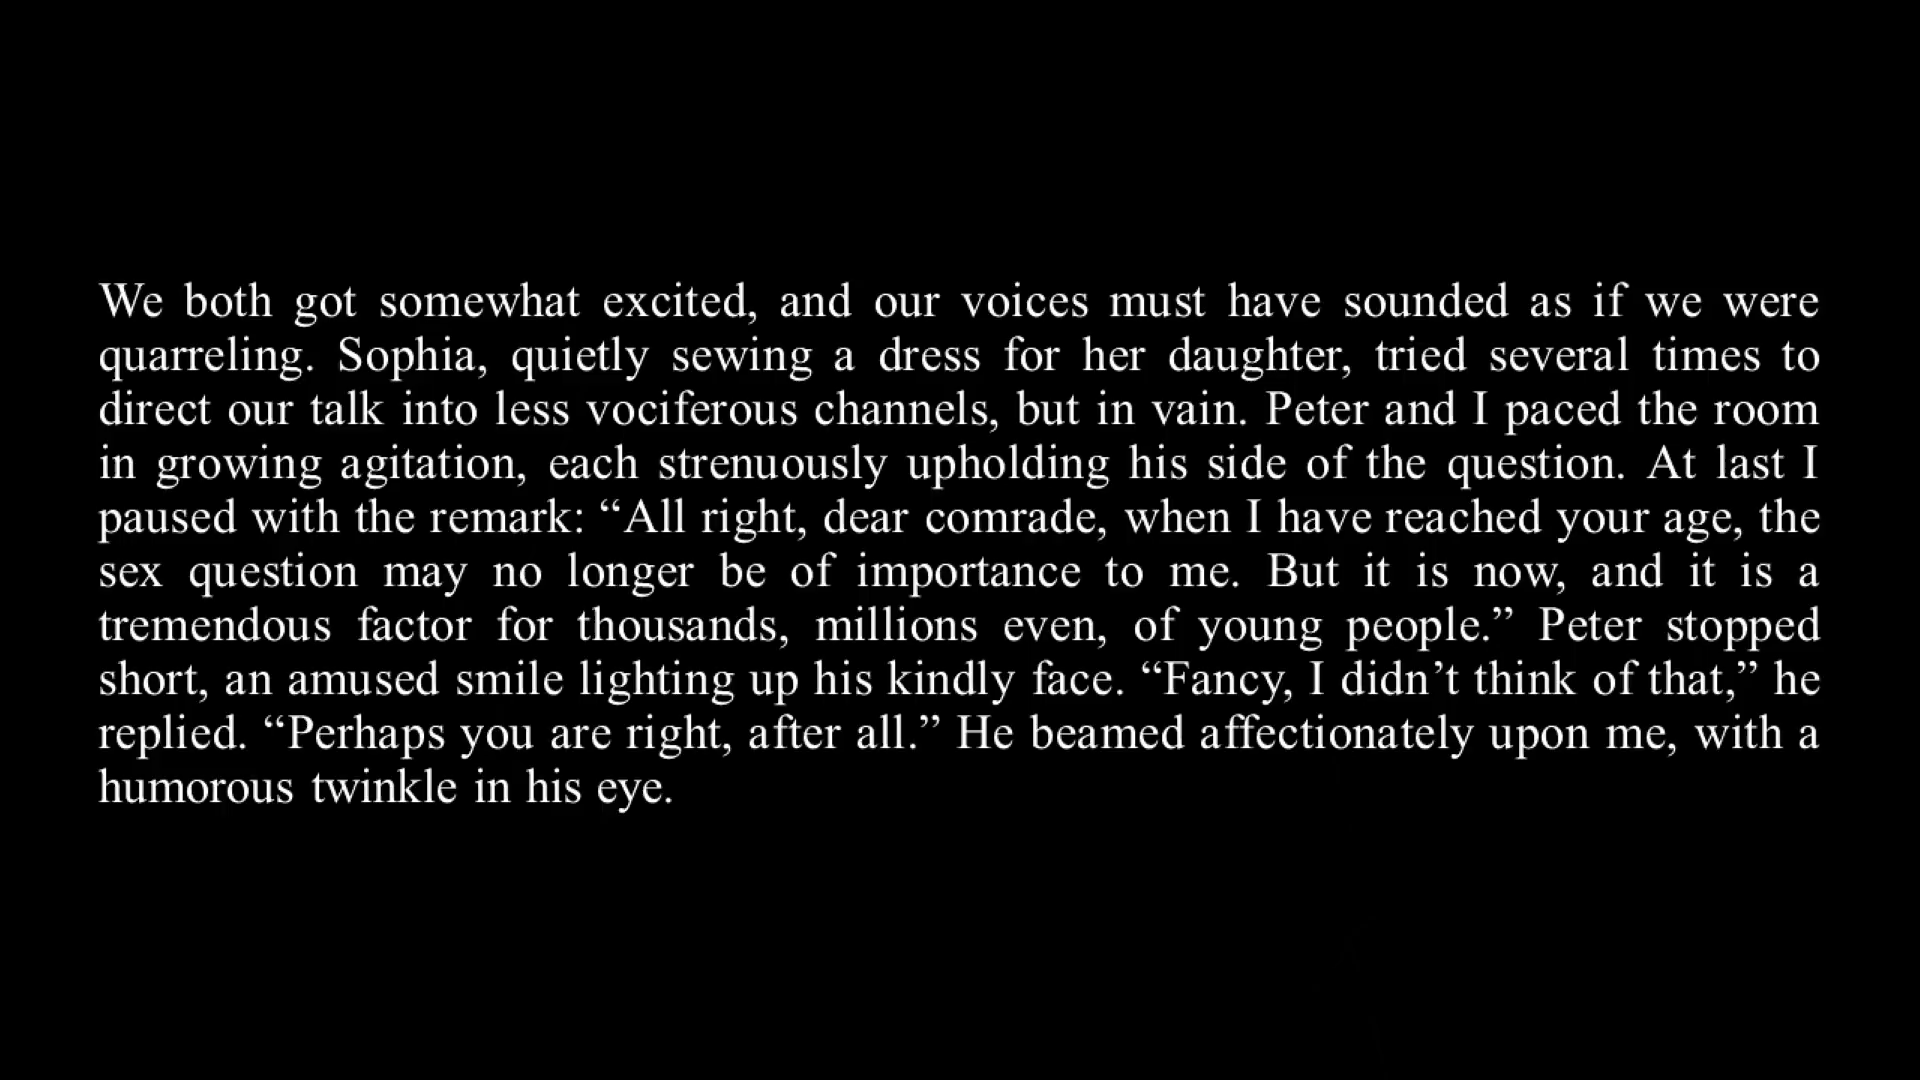 We both got somewhat excited, and our voices must have sounded as if we were
quarreling. Sophia, quietly sewing a dress for her daughter, tried several times to
direct our talk into less vociferous channels, but in vain. Peter and I paced the room
in growing agitation, each strenuously upholding his side of the question. At last I
paused with the remark: “All right, dear comrade, when I have reached your age, the
sex question may no longer be of importance to me. But it is now, and it is a
tremendous factor for thousands, millions even, of young people.” Peter stopped
short, an amused smile lighting up his kindly face. “Fancy, I didn’t think of that,” he
replied. “Perhaps you are right, after all.” He beamed affectionately upon me, with a
humorous twinkle in his eye.